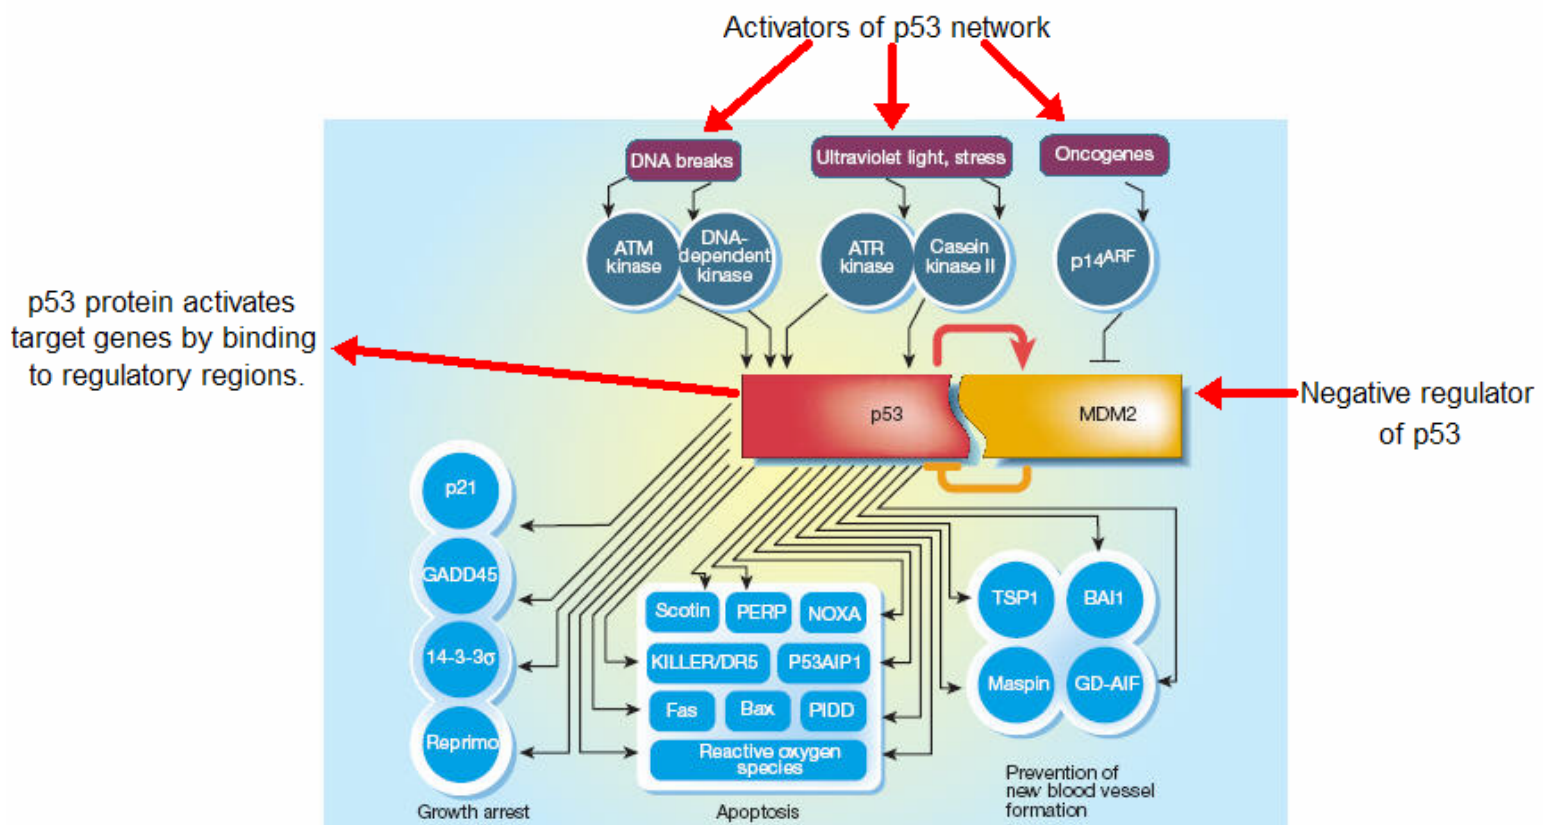 Activators of p53 network
DNA breaks
Ultraviolet light, stress
Oncogenes
ATM
kinase
DNA-
dependent
kinase
ATR
kinase
Casein
kinase II
p14ARF
p53 protein activates
target genes by binding
to regulatory regions.
p53
MDM2
Negative regulator
of p53
p21
GADD45
14-3-3σ
Reprimo
Growth arrest
Scotin
PERP
NOXA
KILLER/DR5
P53AIP1
Fas
Bax
PIDD
Reactive oxygen
species
Apoptosis
TSP1
BAI1
Maspin
GD-AIF
Prevention of
new blood vessel
formation